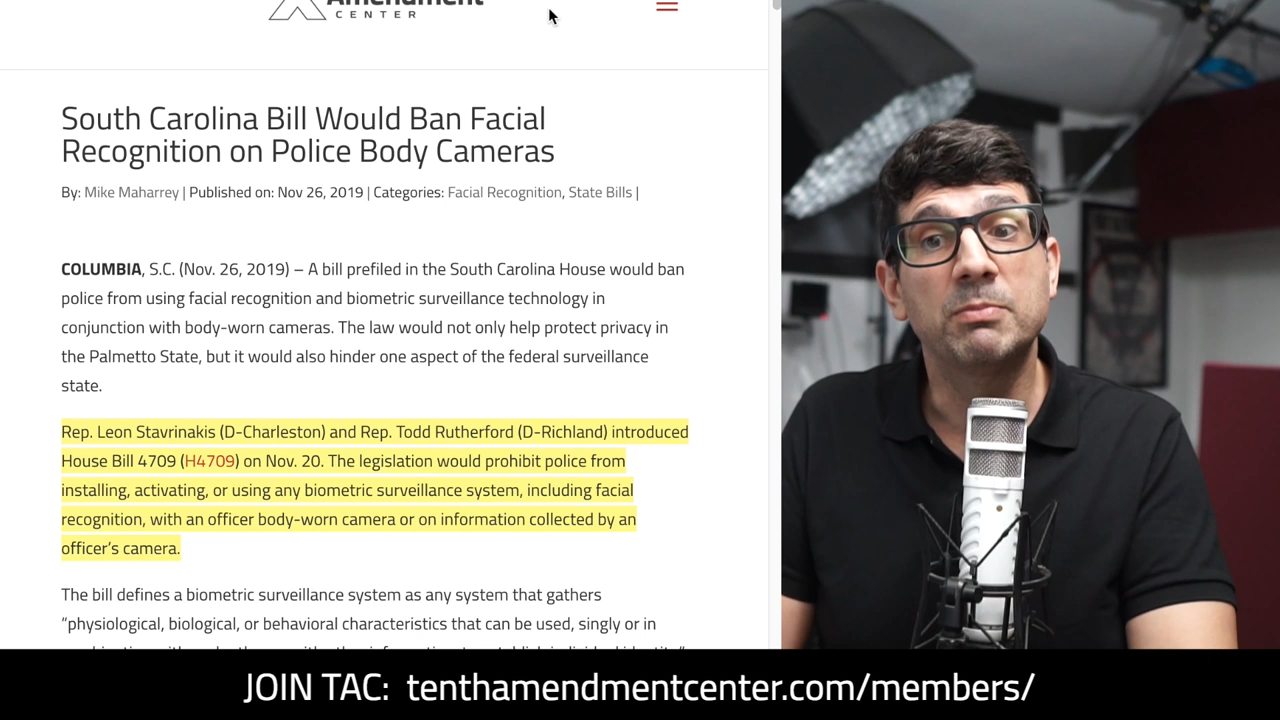 Amendment
CENTER
South Carolina Bill Would Ban Facial
Recognition on Police Body Cameras
By: Mike Maharrey | Published on: Nov 26, 2019 | Categories: Facial Recognition, State Bills |
COLUMBIA, S.C. (Nov. 26, 2019) – A bill prefiled in the South Carolina House would ban
police from using facial recognition and biometric surveillance technology in
conjunction with body-worn cameras. The law would not only help protect privacy in
the Palmetto State, but it would also hinder one aspect of the federal surveillance
state.
Rep. Leon Stavrinakis (D-Charleston) and Rep. Todd Rutherford (D-Richland) introduced
House Bill 4709 (H4709) on Nov. 20. The legislation would prohibit police from
installing, activating, or using any biometric surveillance system, including facial
recognition, with an officer body-worn camera or on information collected by an
officer's camera.
The bill defines a biometric surveillance system as any system that gathers
“physiological, biological, or behavioral characteristics that can be used, singly or in
JOIN TAC: tenthamendmentcenter.com/members/